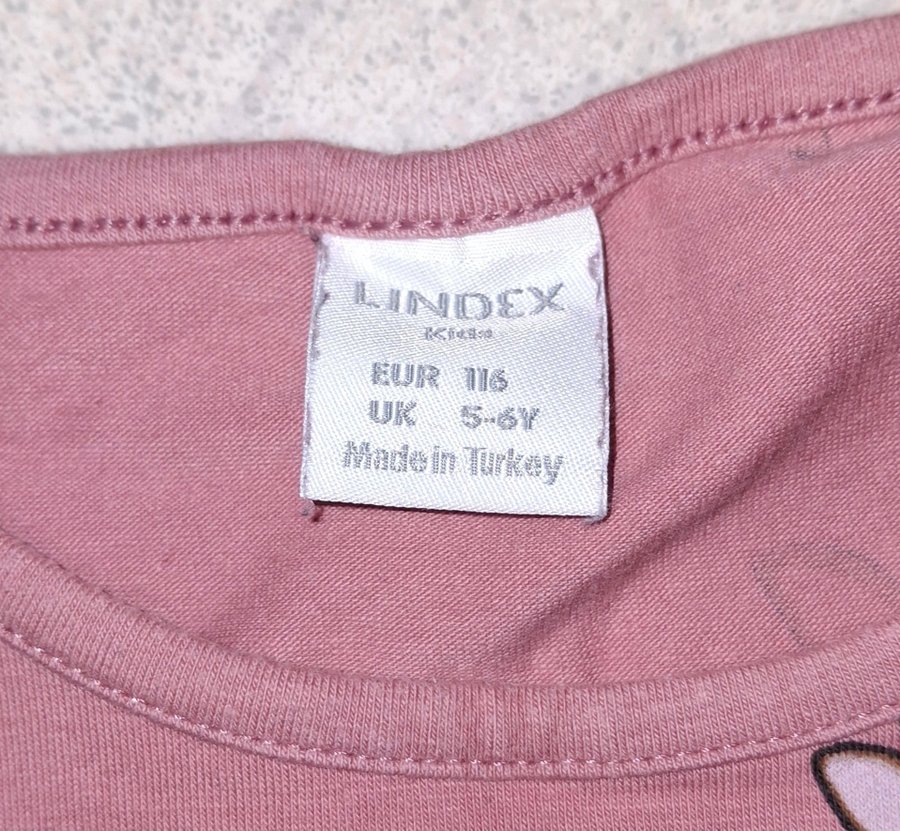 LINDEX
Kids
EUR 116
UK 5-6Y
Made in Turkey